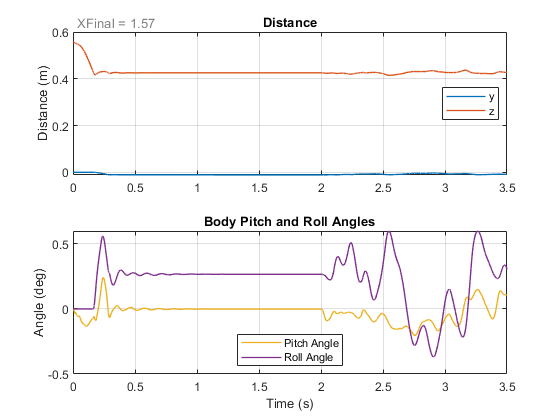 XFinal = 1.57
Distance
0.6
0.4
0.2
0
Distance (m)
y
z
0 0.5 1 1.5 2 2.5 3 3.5
Body Pitch and Roll Angles
0.5
0
-0.5
Angle (deg)
Pitch Angle
Roll Angle
0 0.5 1 1.5 2 2.5 3 3.5
Time (s)